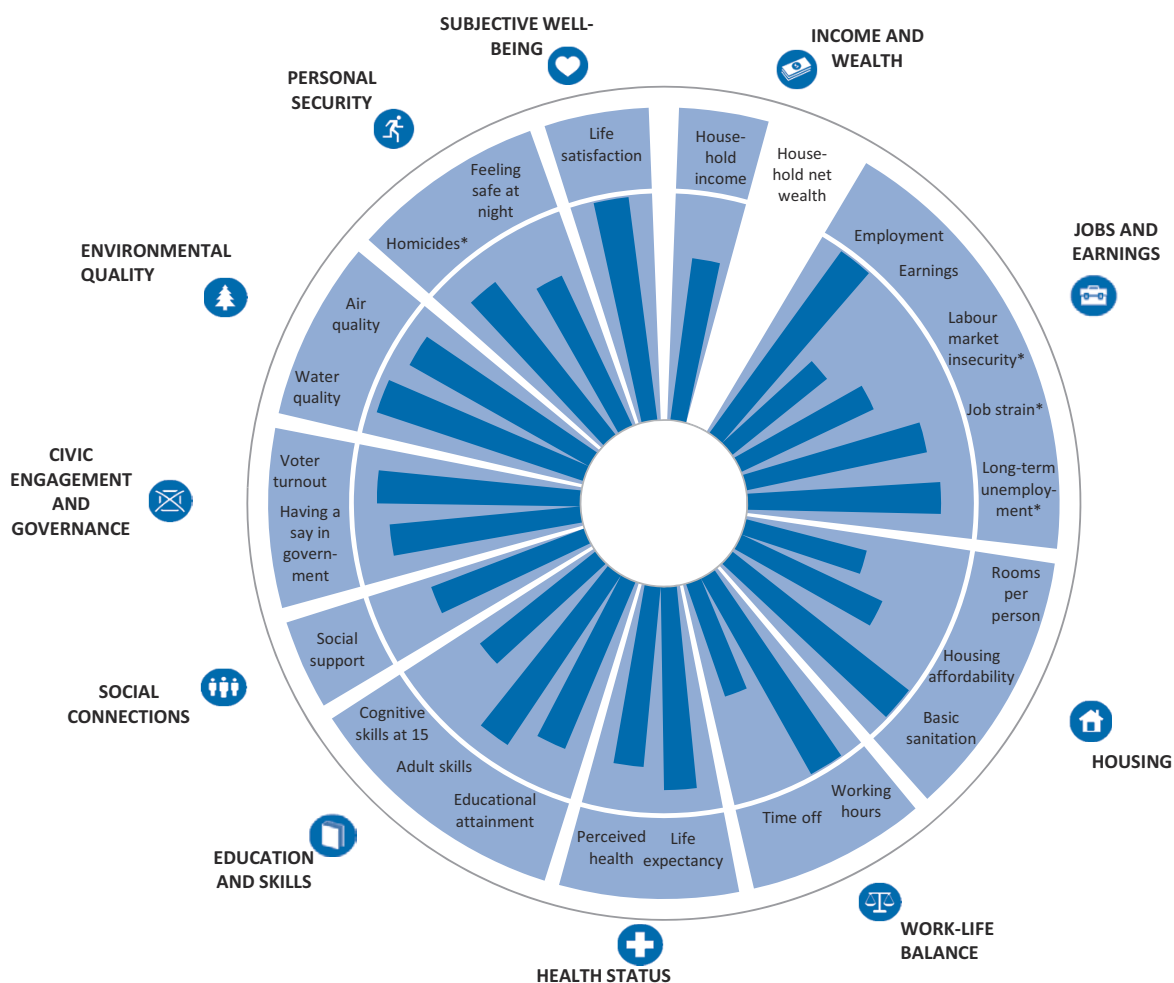 SUBJECTIVE WELL-
BEING
INCOME AND
WEALTH
PERSONAL
SECURITY
Life
satisfaction
House-
hold
income
House-
hold net
wealth
Feeling
safe at
night
Homicides*
Employment
Earnings
JOBS AND
EARNINGS
ENVIRONMENTAL
QUALITY
Air
quality
Water
quality
Labour
market
insecurity*
Job strain*
Long-term
unemploy-
ment*
CIVIC
ENGAGEMENT
AND
GOVERNANCE
Voter
turnout
Having a
say in
govern-
ment
Rooms
per
person
Housing
affordability
Basic
sanitation
HOUSING
Social
support
SOCIAL
CONNECTIONS
Cognitive
skills at 15
Adult skills
Educational
attainment
EDUCATION
AND SKILLS
Perceived
health
Life
expectancy
Time off
Working
hours
WORK-LIFE
BALANCE
HEALTH STATUS